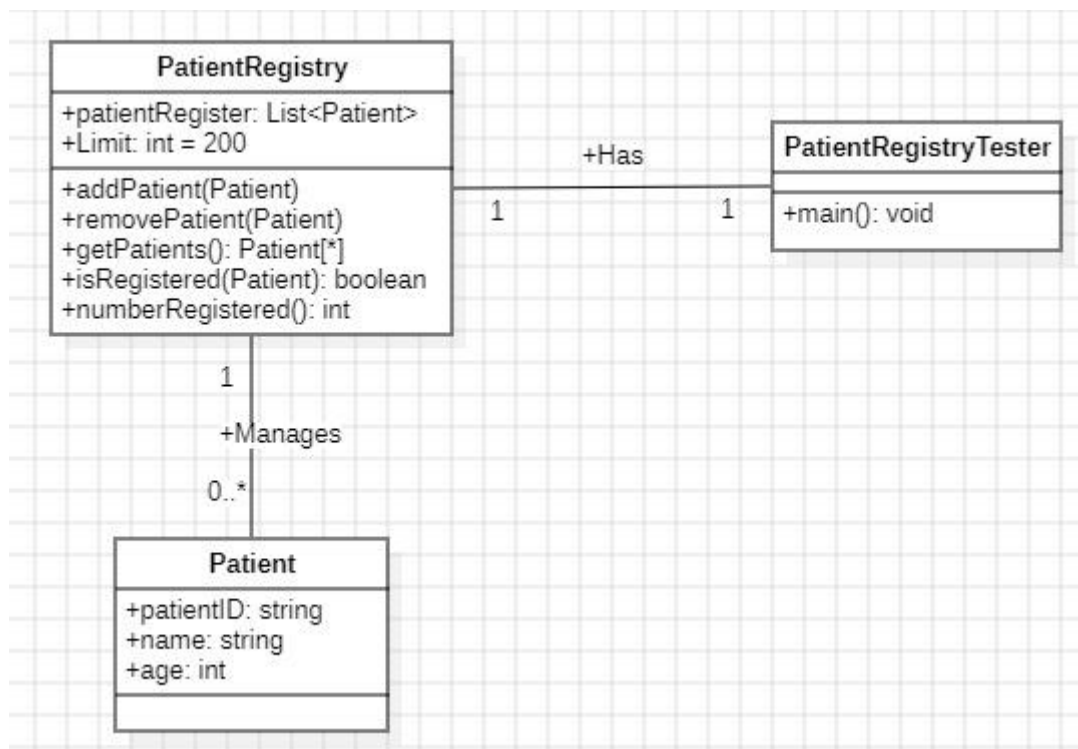 PatientRegistry
+patientRegister: List<Patient>
+Limit: int = 200
+addPatient(Patient)
+removePatient(Patient)
+getPatients(): Patient[*]
+isRegistered(Patient): boolean
+numberRegistered(): int
+Has
1
1
PatientRegistryTester
+main(): void
1
+Manages
0..*
Patient
+patientID: string
+name: string
+age: int